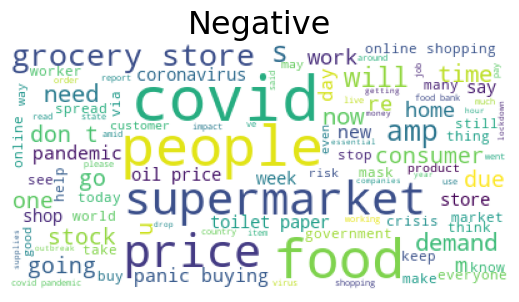 Negative
grocery store
s
work
online shopping
worker
order
report
said
may
job
pay
coronavirus
day
will
time
way
need
covid
re
getting
around
food bank
many
say
online
read
spread
state
via
live
much
hour
customer
impact
ve
now
home
still
lockdown
don t
amid
people
even
new
amp
essential
thing
pandemic
please
money
year
went
see
help
go
oil price
week
risk
stop
consumer
due
product
one
today
supermarket
mask
companies
use
store
shop
world
u
drop
toilet paper
working
crisis
market
supplies
good
stock
country
item
government
think
outbreak
take
price
food
demand
going
buy
panic buying
keep
m
know
everyone
covid pandemic
virus
shopping
make